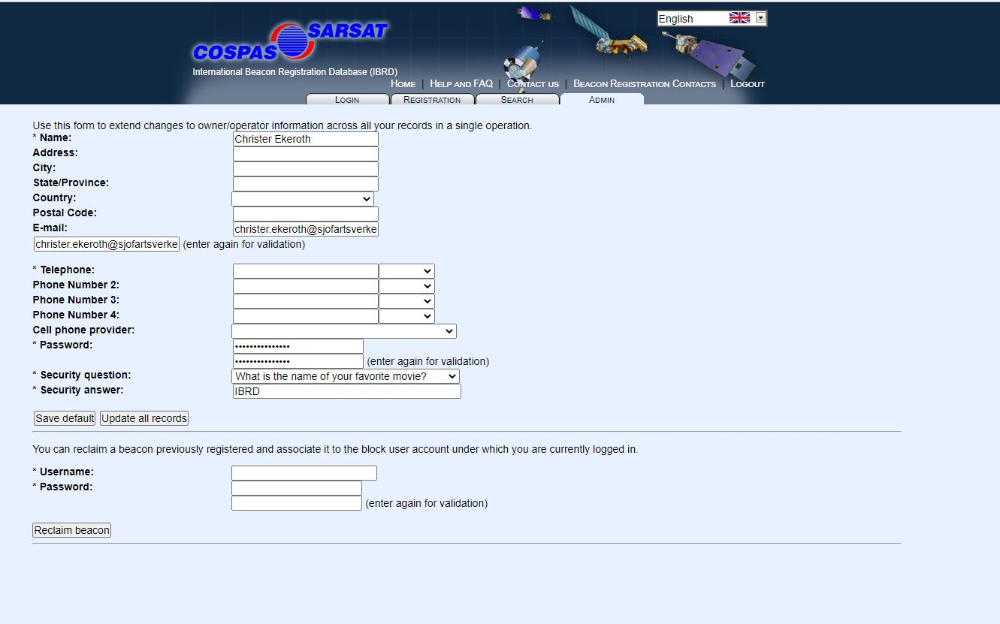 English
COSPAS SARSAT
International Beacon Registration Database (IBRD)
Home | Help and FAQ | Contact us | Beacon Registration Contacts | Logout
Login Registration Search Admin
Use this form to extend changes to owner/operator information across all your records in a single operation.
* Name: Christer Ekeroth
Address:
City:
State/Province:
Country:
Postal Code:
E-mail: christer.ekeroth@sjofartsverke
christer.ekeroth@sjofartsverke (enter again for validation)
* Telephone:
Phone Number 2:
Phone Number 3:
Phone Number 4:
Cell phone provider:
* Password: •••••••••••••••
••••••••••••••• (enter again for validation)
* Security question: What is the name of your favorite movie?
* Security answer: IBRD
Save default Update all records
You can reclaim a beacon previously registered and associate it to the block user account under which you are currently logged in.
* Username:
* Password:
(enter again for validation)
Reclaim beacon